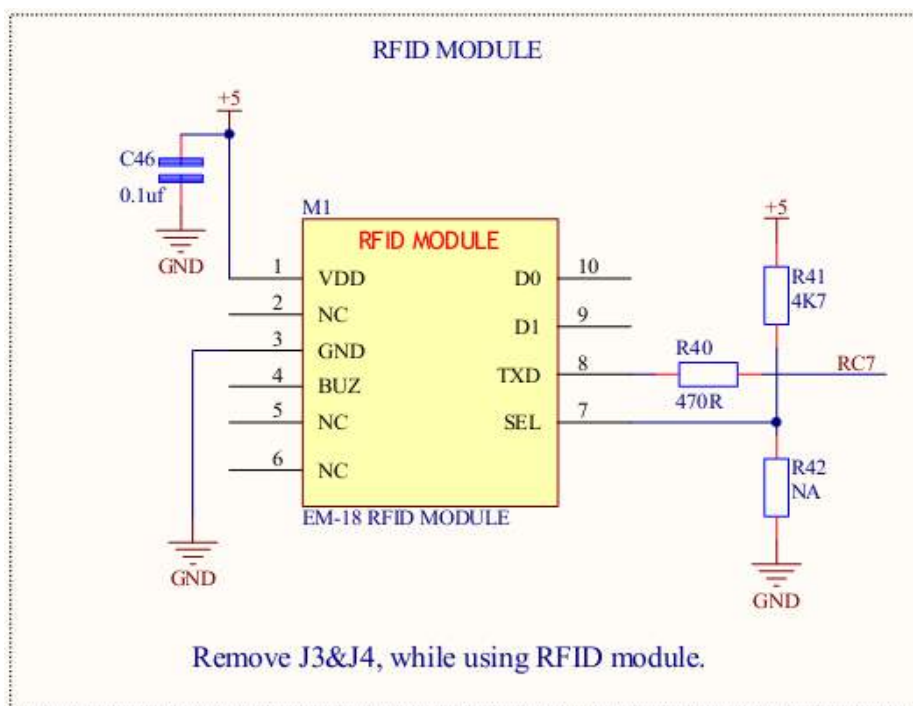 RFID MODULE
+5
C46
0.1uf
GND
M1
RFID MODULE
1 VDD
2 NC
3 GND
4 BUZ
5 NC
6 NC
D0 10
D1 9
TXD 8
SEL 7
EM-18 RFID MODULE
GND
R40
470R
+5
R41
4K7
RC7
R42
NA
GND
Remove J3&J4, while using RFID module.